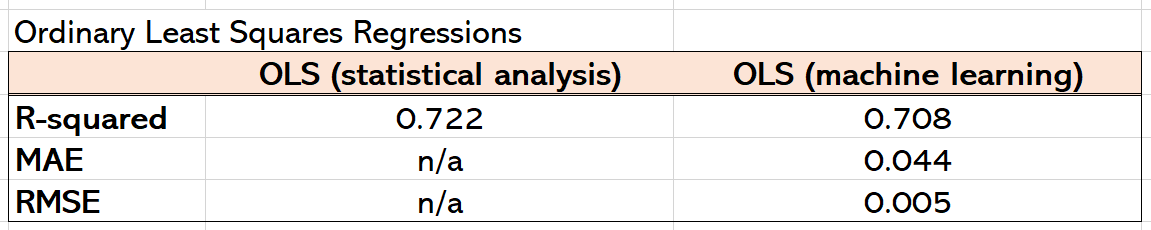 Ordinary Least Squares Regressions
OLS (statistical analysis) OLS (machine learning)
R-squared 0.722 0.708
MAE n/a 0.044
RMSE n/a 0.005